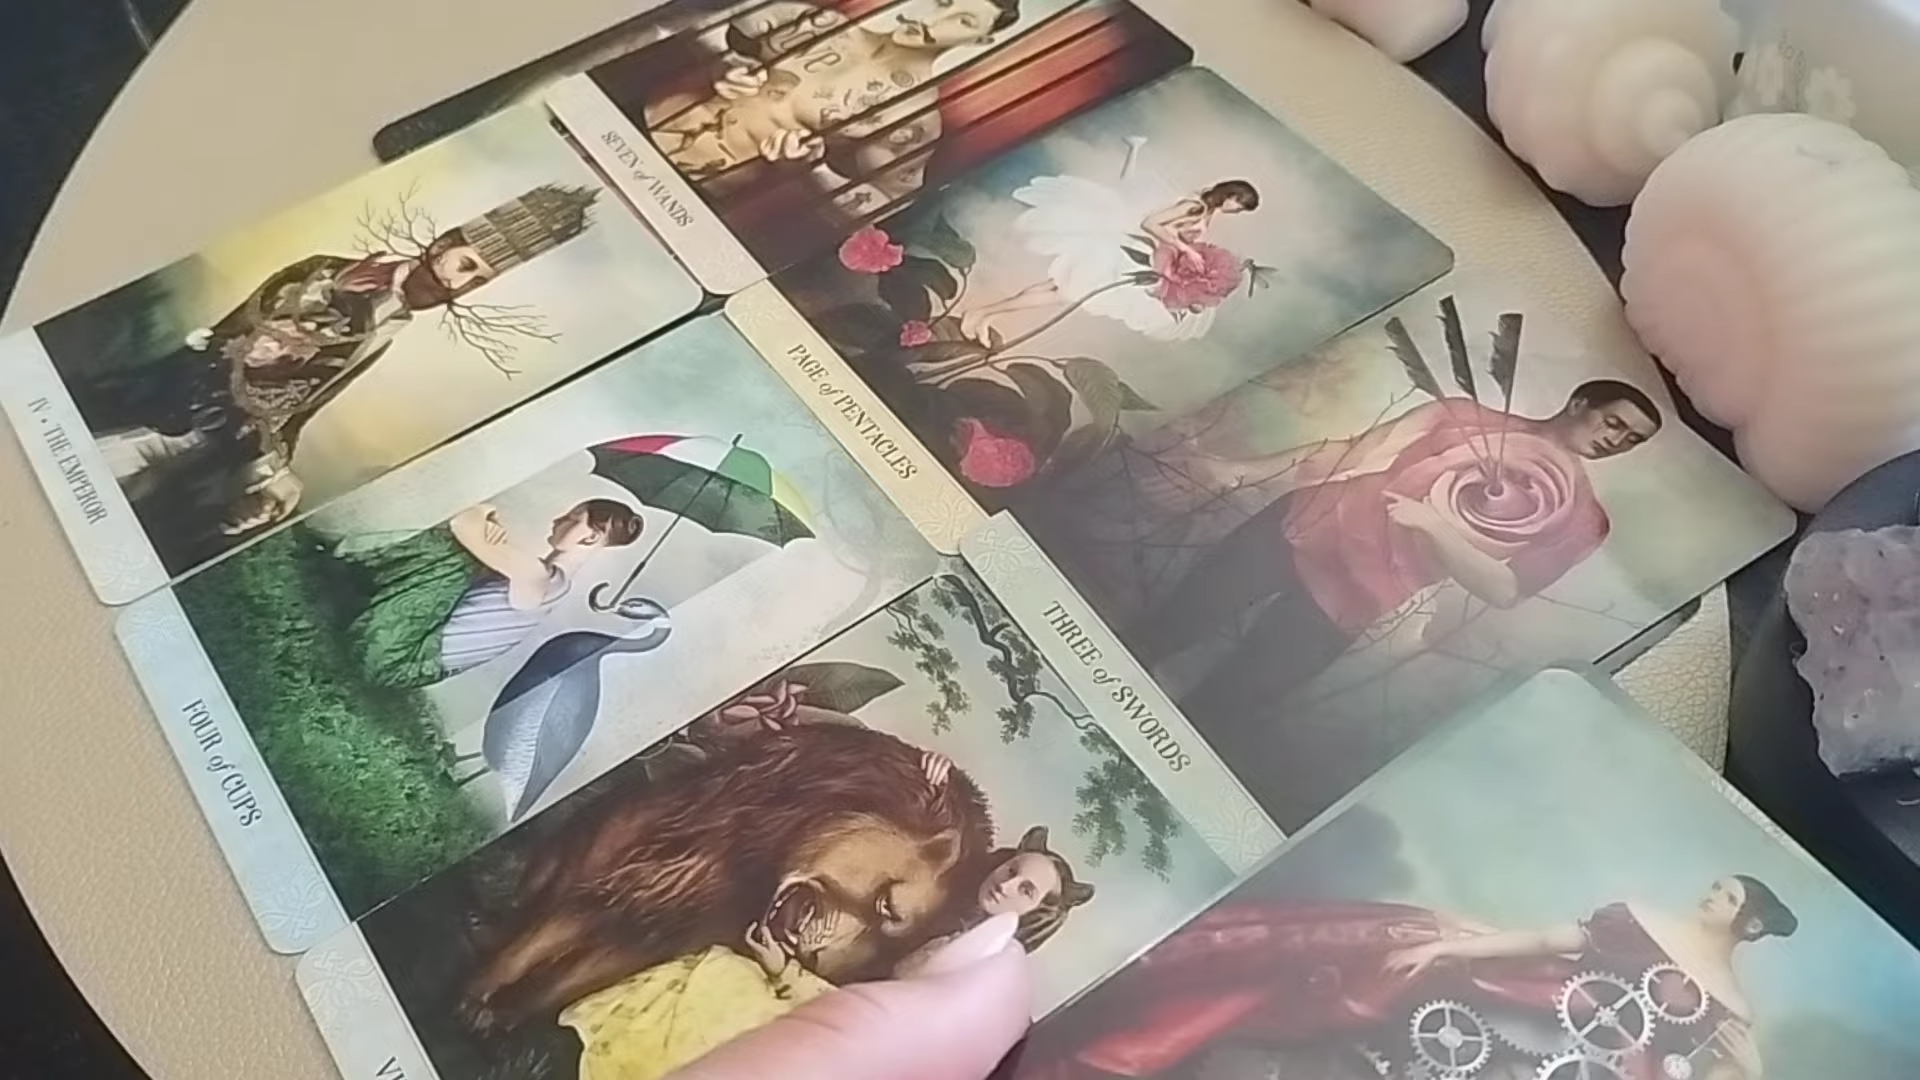 SEVEN of WANDS
IV • THE EMPEROR
PAGE of PENTACLES
FOUR of CUPS
THREE of SWORDS